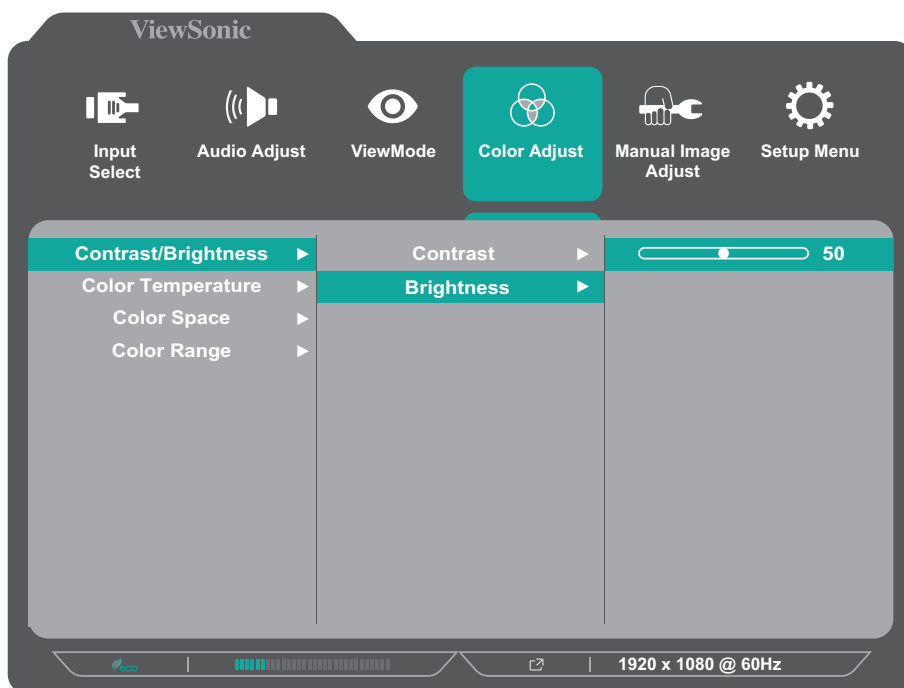 ViewSonic
Input
Select
Audio Adjust
ViewMode
Color Adjust
Manual Image
Adjust
Setup Menu
Contrast/Brightness
Contrast
50
Color Temperature
Brightness
Color Space
Color Range
eco
1920 x 1080 @ 60Hz